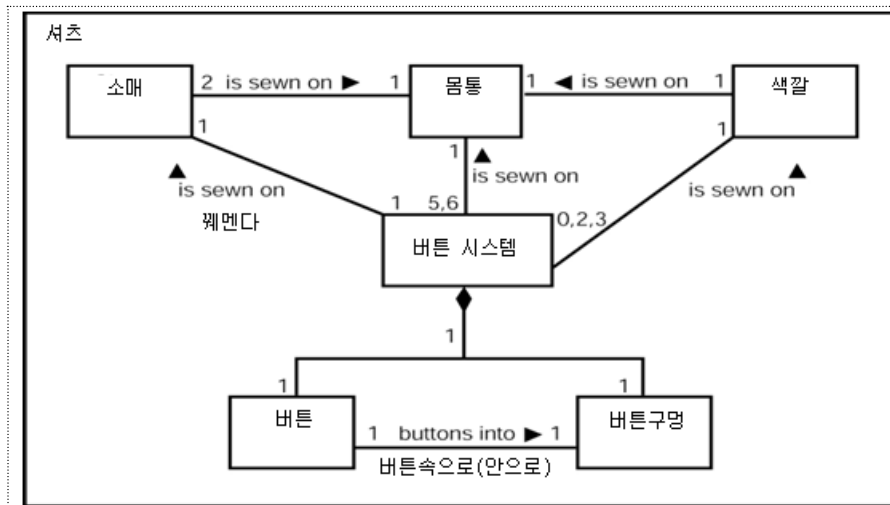 셔츠
소매
2 is sewn on ► 1
몸통
1 ◄ is sewn on 1
색깔
1
1
1
▲
is sewn on
▲
is sewn on
▲
is sewn on
꿰멘다
1
5,6
0,2,3
버튼 시스템
1
1
1
버튼
1 buttons into ► 1
버튼구멍
버튼속으로(안으로)